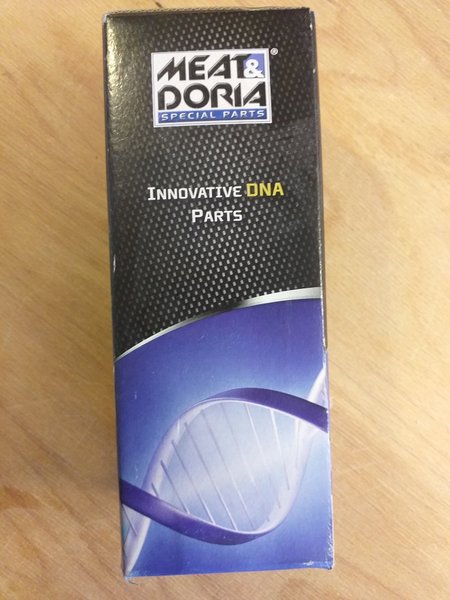 MEAT&
DORIA
®
SPECIAL PARTS
INNOVATIVE DNA
PARTS